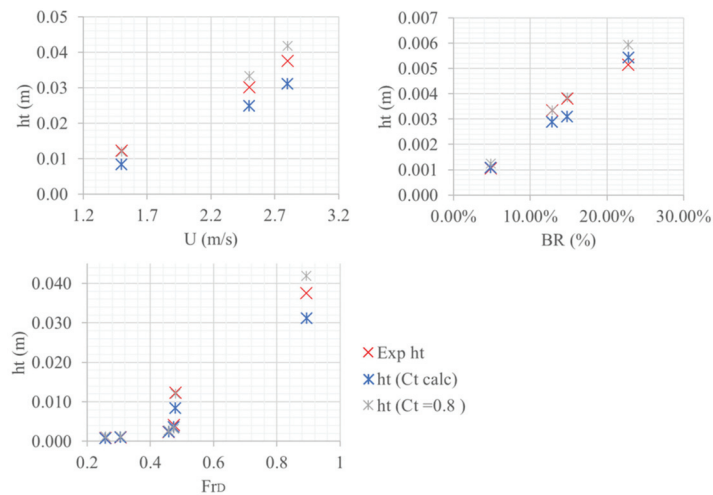 0.05
0.04
0.03
0.02
0.01
0.00
ht (m)
1.2 1.7 2.2 2.7 3.2
U (m/s)
0.007
0.006
0.005
0.004
0.003
0.002
0.001
0.000
ht (m)
0.00% 10.00% 20.00% 30.00%
BR (%)
0.040
0.030
0.020
0.010
0.000
ht (m)
0.2 0.4 0.6 0.8 1
FrD
Exp ht
ht (Ct calc)
ht (Ct =0.8 )